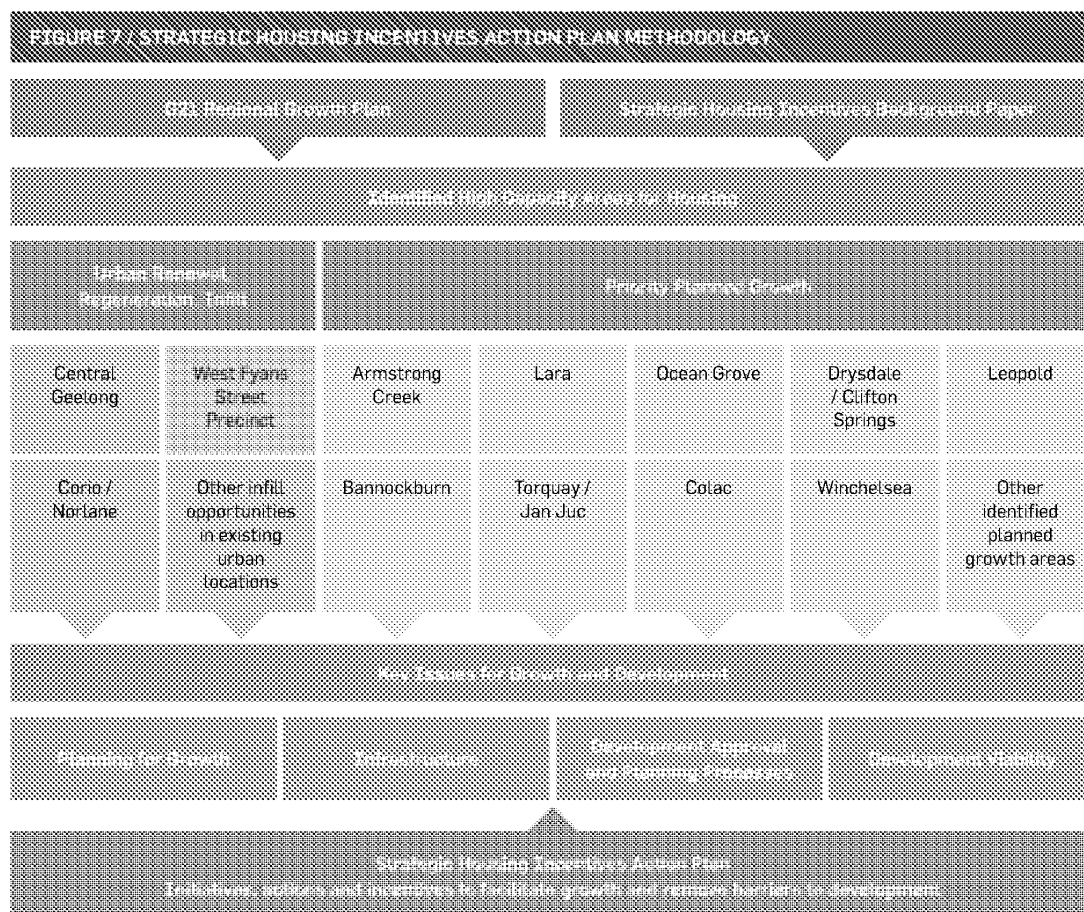 FIGURE 7 / STRATEGIC HOUSING INCENTIVES ACTION PLAN METHODOLOGY
G21 Regional Growth Plan
Strategic Housing Incentives Background Paper
Identified High Capacity Areas for Housing
Urban Renewal,
Regeneration, Infill
Priority Planned Growth
Central
Geelong
West Fyans
Street
Precinct
Armstrong
Creek
Lara
Ocean Grove
Drysdale
/ Clifton
Springs
Leopold
Corio /
Norlane
Other infill
opportunities
in existing
urban
locations
Bannockburn
Torquay /
Jan Juc
Colac
Winchelsea
Other
identified
planned
growth areas
Key Issues for Growth and Development
Planning for Growth
Infrastructure
Development Approval
and Planning Processes
Development Viability
Strategic Housing Incentives Action Plan
Initiatives, actions and incentives to facilitate growth and remove barriers to development